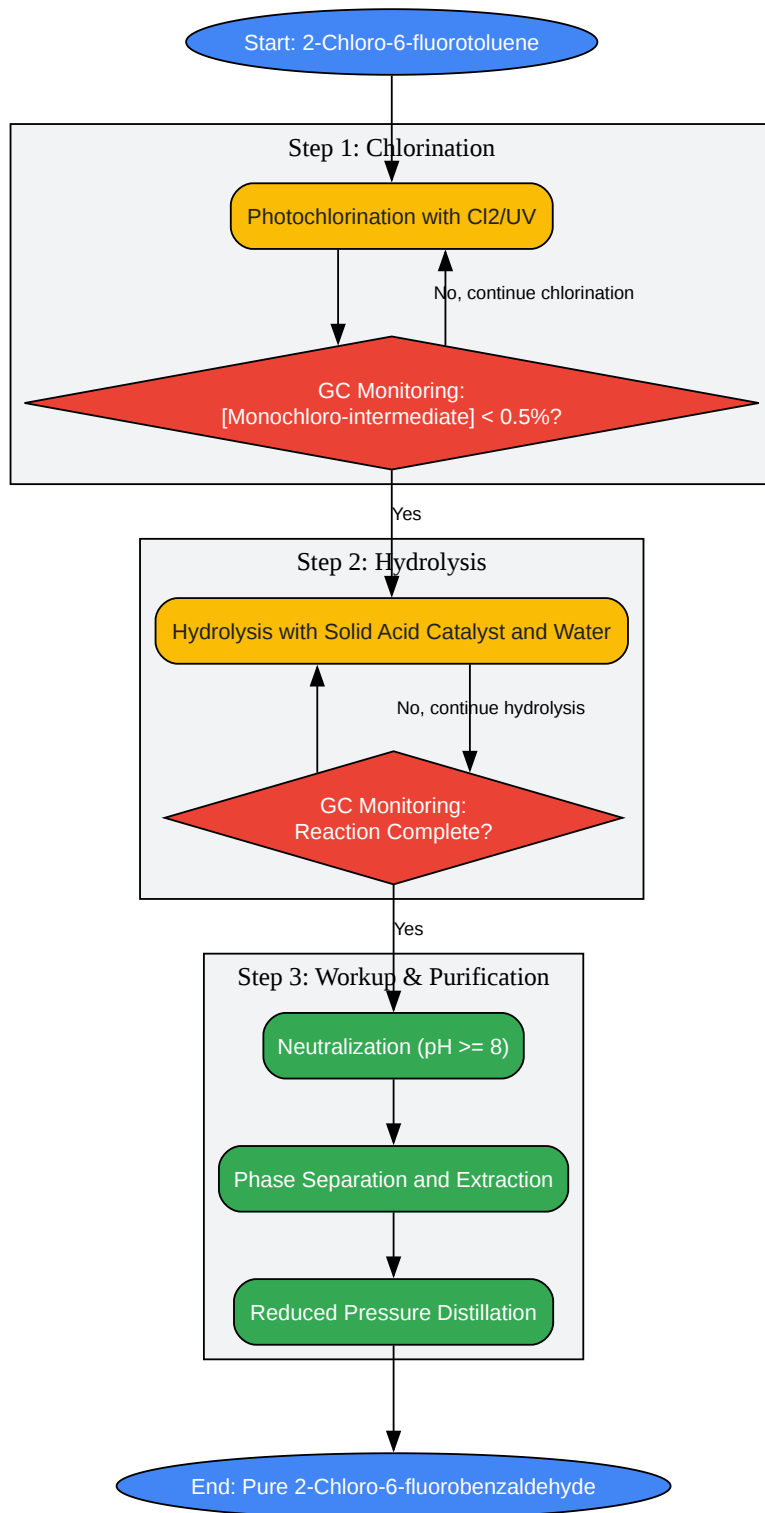 Start: 2-Chloro-6-fluorotoluene
Step 1: Chlorination
Photochlorination with Cl2/UV
No, continue chlorination
GC Monitoring:
[Monochloro-intermediate] < 0.5%?
Yes
Step 2: Hydrolysis
Hydrolysis with Solid Acid Catalyst and Water
No, continue hydrolysis
GC Monitoring:
Reaction Complete?
Yes
Step 3: Workup & Purification
Neutralization (pH >= 8)
Phase Separation and Extraction
Reduced Pressure Distillation
End: Pure 2-Chloro-6-fluorobenzaldehyde